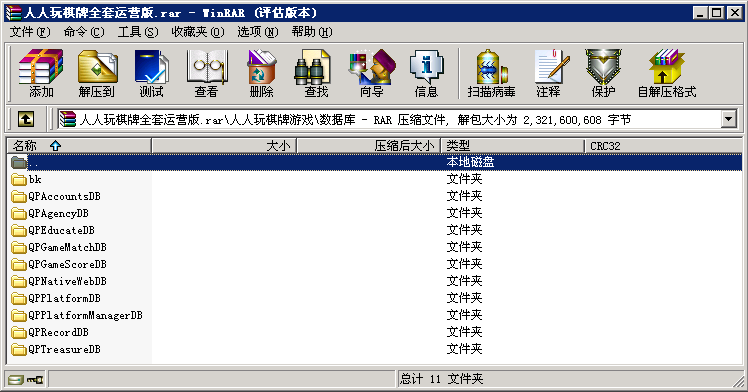 人人玩棋牌全套运营版.rar - WinRAR (评估版本)
文件(F) 命令(C) 工具(S) 收藏夹(O) 选项(N) 帮助(H)
添加 解压到 测试 查看 删除 查找 向导 信息 扫描病毒 注释 保护 自解压格式
人人玩棋牌全套运营版.rar\人人玩棋牌游戏\数据库 - RAR 压缩文件, 解包大小为 2,321,600,608 字节
名称 大小 压缩后大小 类型 CRC32
.. 本地磁盘
bk 文件夹
QPAccountsDB 文件夹
QPAgencyDB 文件夹
QPEducateDB 文件夹
QPGameMatchDB 文件夹
QPGameScoreDB 文件夹
QPNativeWebDB 文件夹
QPPlatformDB 文件夹
QPPlatformManagerDB 文件夹
QPRecordDB 文件夹
QPTreasureDB 文件夹
总计 11 文件夹